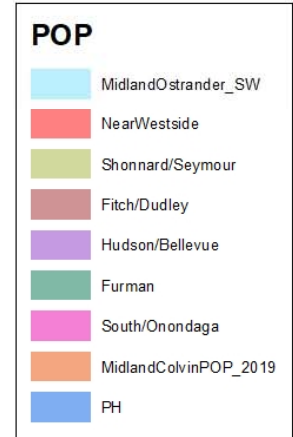 POP
MidlandOstrander_SW
NearWestside
Shonnard/Seymour
Fitch/Dudley
Hudson/Bellevue
Furman
South/Onondaga
MidlandColvinPOP_2019
PH